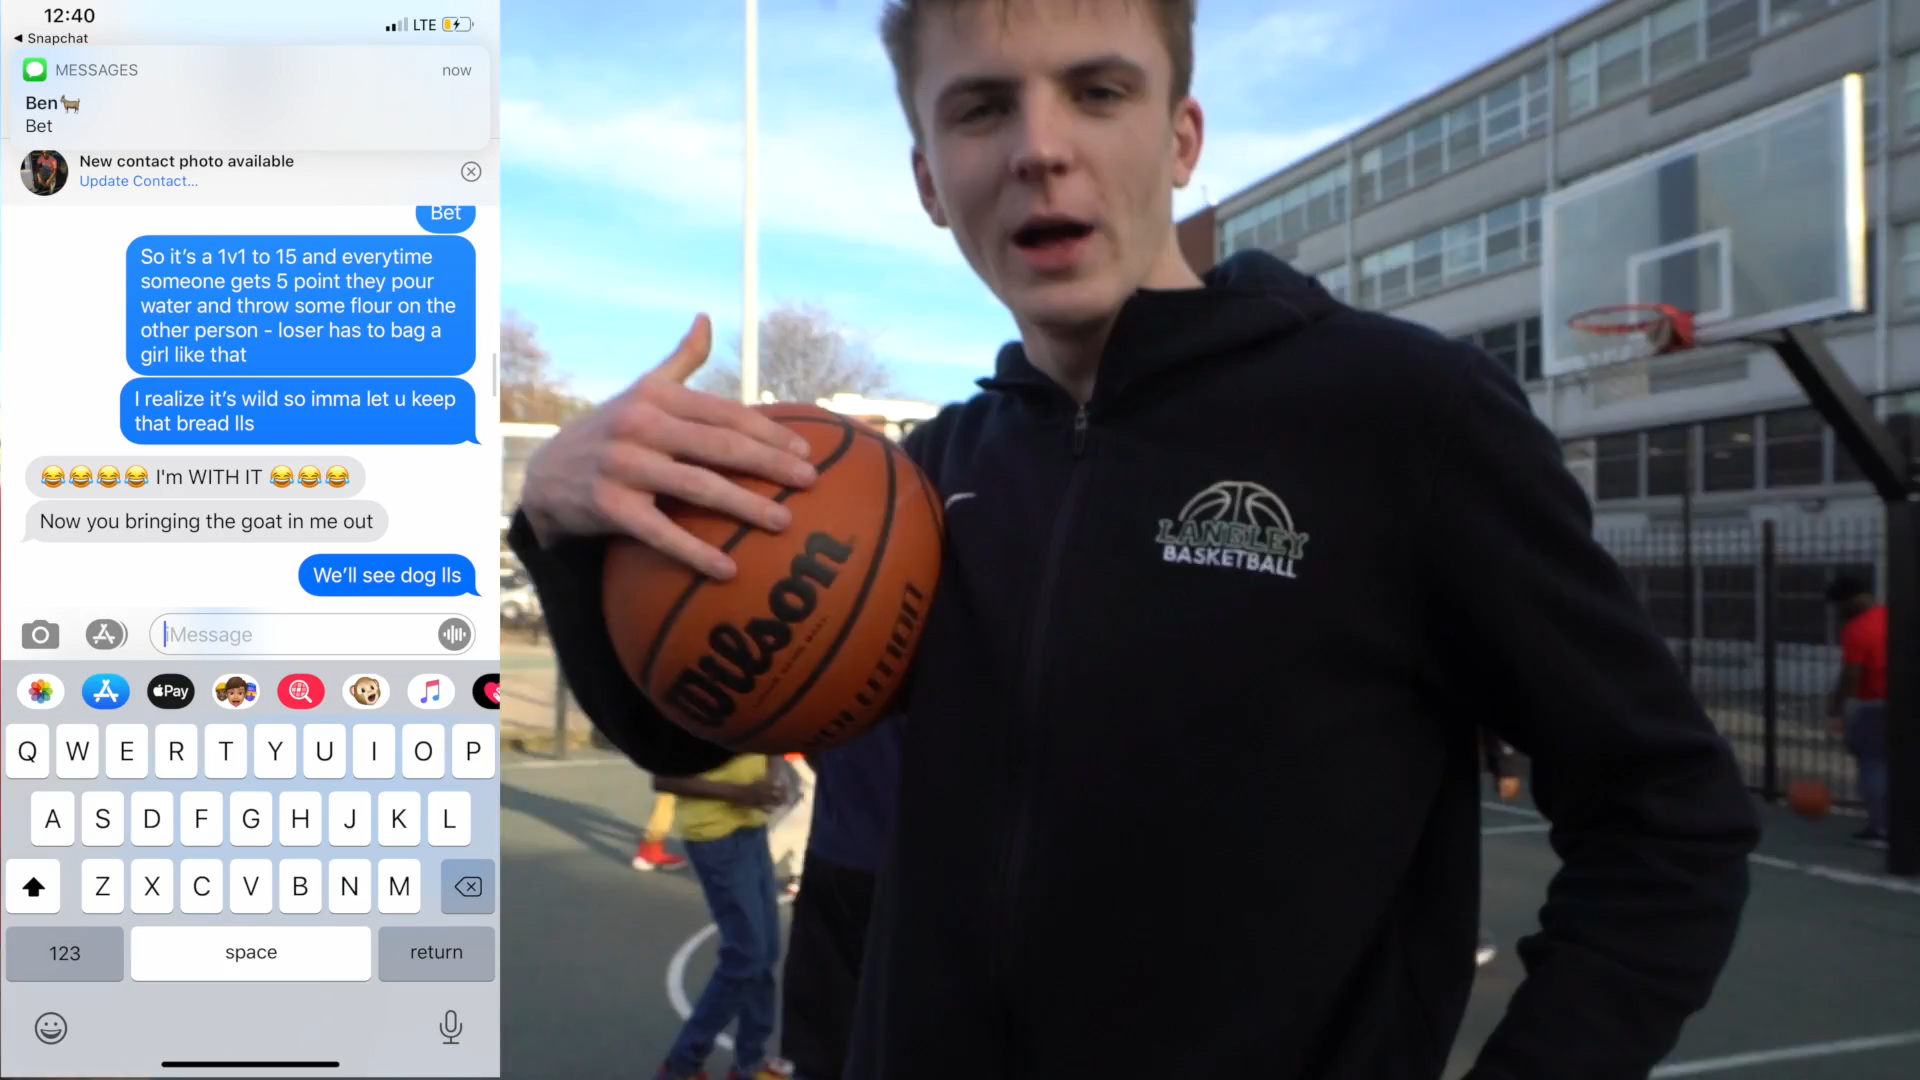 12:40
LTE
◀ Snapchat
MESSAGES
now
Ben🐐
Bet
New contact photo available
Update Contact...
Bet
So it's a 1v1 to 15 and everytime
someone gets 5 point they pour
water and throw some flour on the
other person - loser has to bag a
girl like that
I realize it's wild so imma let u keep
that bread lls
😂😂😂😂 I'm WITH IT 😂😂😂
Now you bringing the goat in me out
We'll see dog lls
iMessage
Pay
Q W E R T Y U I O P
A S D F G H J K L
Z X C V B N M
123
space
return
Wilson
EVOLUTION
LANGLEY
BASKETBALL